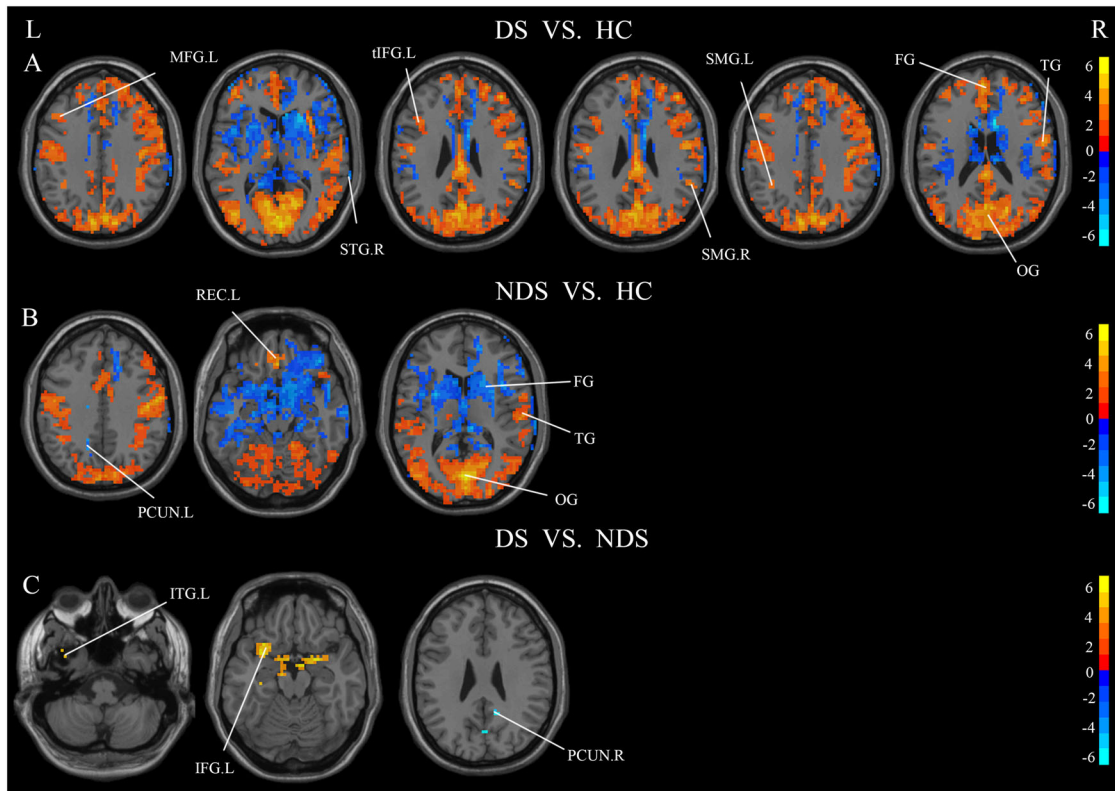 L
DS VS. HC
R
A
MFG.L
tIFG.L
SMG.L
FG
TG
STG.R
SMG.R
OG
6
4
2
0
-2
-4
-6
NDS VS. HC
B
REC.L
FG
TG
PCUN.L
OG
6
4
2
0
-2
-4
-6
DS VS. NDS
C
ITG.L
IFG.L
PCUN.R
6
4
2
0
-2
-4
-6